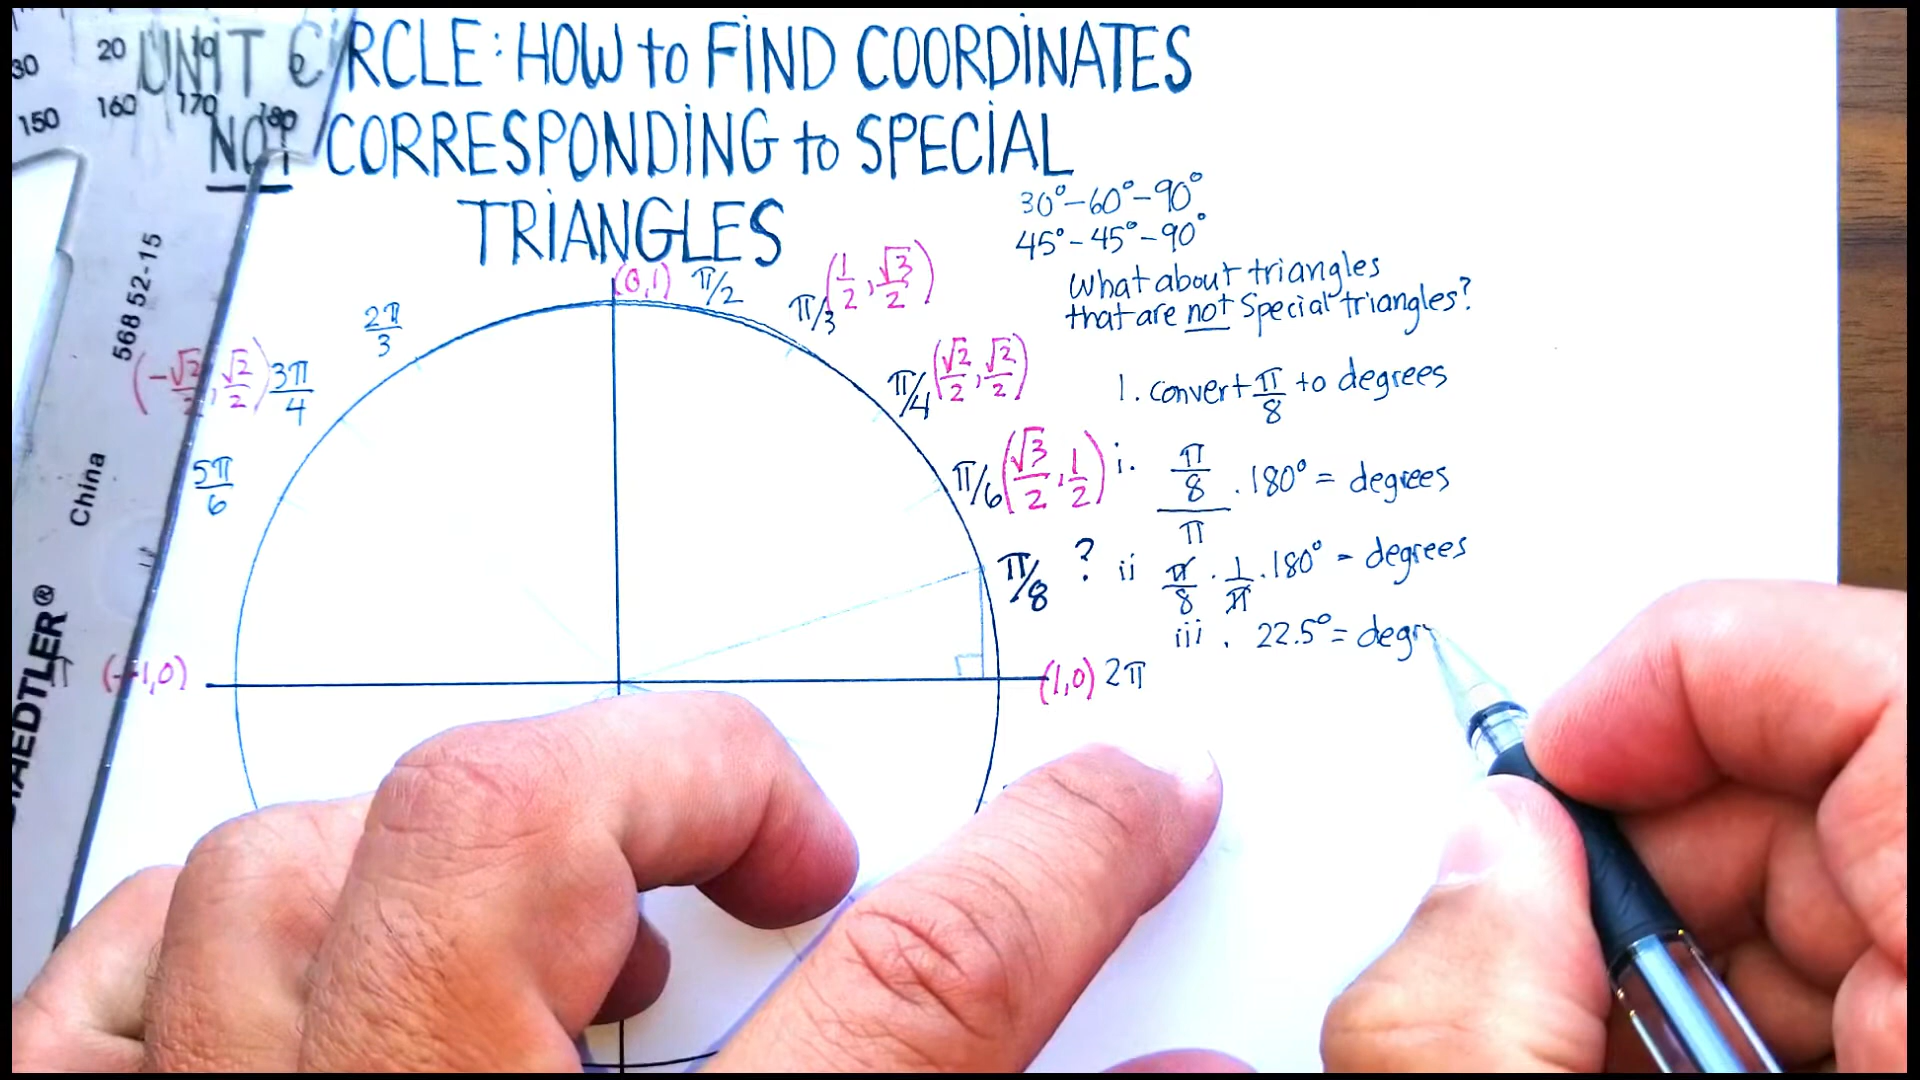 UNIT CIRCLE: HOW to FIND COORDINATES
NOT CORRESPONDING to SPECIAL
TRIANGLES
30°-60°-90°
45°-45°-90°
What about triangles
that are not Special triangles?
(0,1) π/2
π/3 (1/2, √3/2)
π/4 (√2/2, √2/2)
π/6 (√3/2, 1/2)
π/8 ?
(1,0) 2π
2π/3
(-√2/2, √2/2) 3π/4
5π/6
π (-1,0)
1. convert π/8 to degrees
i. π/8 / π . 180° = degrees
ii π/8 . 1/π . 180° = degrees
iii. 22.5° = degr
30 20 19
150 160 170 180
568 52-15
China
STAEDTLER®